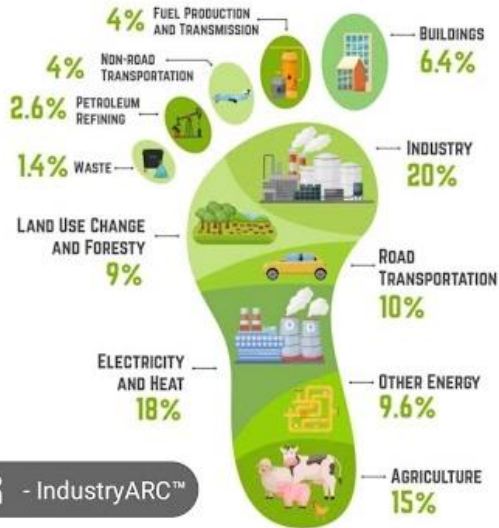 4% FUEL PRODUCTION
AND TRANSMISSION
BUILDINGS
6.4%
4% NON-ROAD
TRANSPORTATION
2.6% PETROLEUM
REFINING
1.4% WASTE
INDUSTRY
20%
LAND USE CHANGE
AND FORESTY
9%
ROAD
TRANSPORTATION
10%
ELECTRICITY
AND HEAT
18%
OTHER ENERGY
9.6%
AGRICULTURE
15%
- IndustryARC™